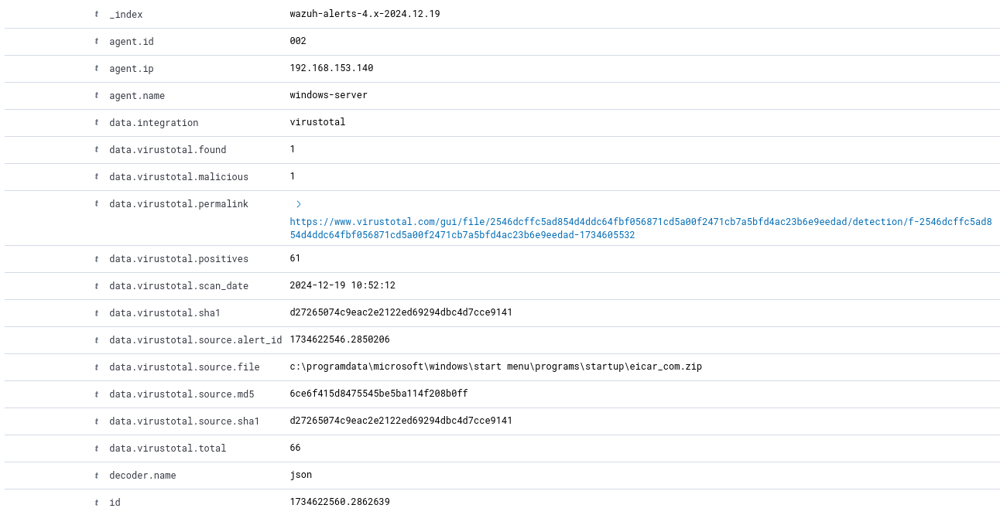 t _index wazuh-alerts-4.x-2024.12.19
t agent.id 002
t agent.ip 192.168.153.140
t agent.name windows-server
t data.integration virustotal
t data.virustotal.found 1
t data.virustotal.malicious 1
t data.virustotal.permalink >
https://www.virustotal.com/gui/file/2546dcffc5ad854d4ddc64fbf056871cd5a00f2471cb7a5bfd4ac23b6e9eedad/detection/f-2546dcffc5ad8
54d4ddc64fbf056871cd5a00f2471cb7a5bfd4ac23b6e9eedad-1734605532
t data.virustotal.positives 61
t data.virustotal.scan_date 2024-12-19 10:52:12
t data.virustotal.sha1 d27265074c9eac2e2122ed69294dbc4d7cce9141
t data.virustotal.source.alert_id 1734622546.2850206
t data.virustotal.source.file c:\programdata\microsoft\windows\start menu\programs\startup\eicar_com.zip
t data.virustotal.source.md5 6ce6f415d8475545be5ba114f208b0ff
t data.virustotal.source.sha1 d27265074c9eac2e2122ed69294dbc4d7cce9141
t data.virustotal.total 66
t decoder.name json
t id 1734622560.2862639